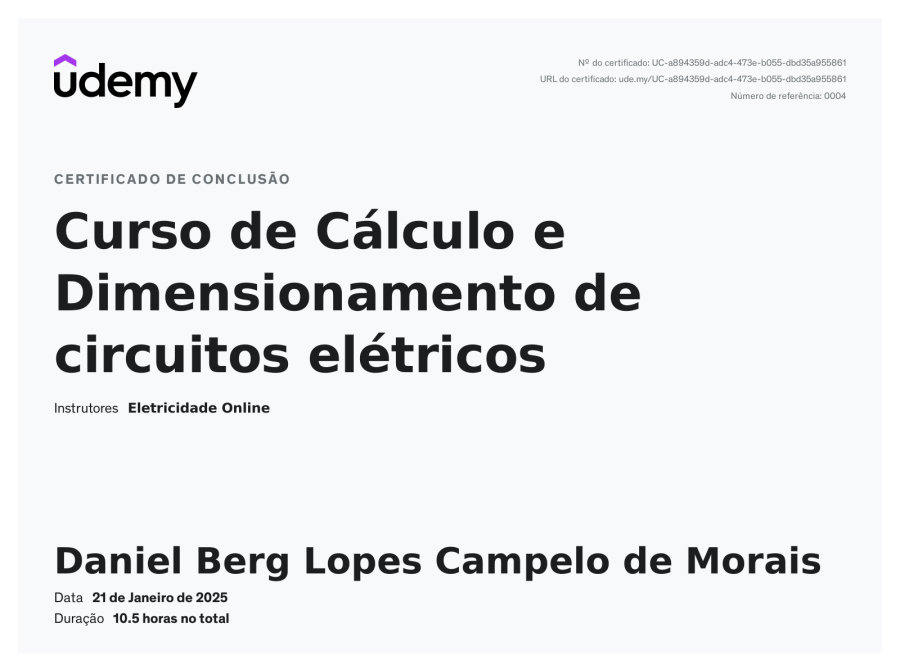 udemy
Nº do certificado: UC-a894359d-adc4-473e-b055-dbd35a955861
URL do certificado: ude.my/UC-a894359d-adc4-473e-b055-dbd35a955861
Número de referência: 0004
CERTIFICADO DE CONCLUSÃO
Curso de Cálculo e
Dimensionamento de
circuitos elétricos
Instrutores Eletricidade Online
Daniel Berg Lopes Campelo de Morais
Data 21 de Janeiro de 2025
Duração 10.5 horas no total